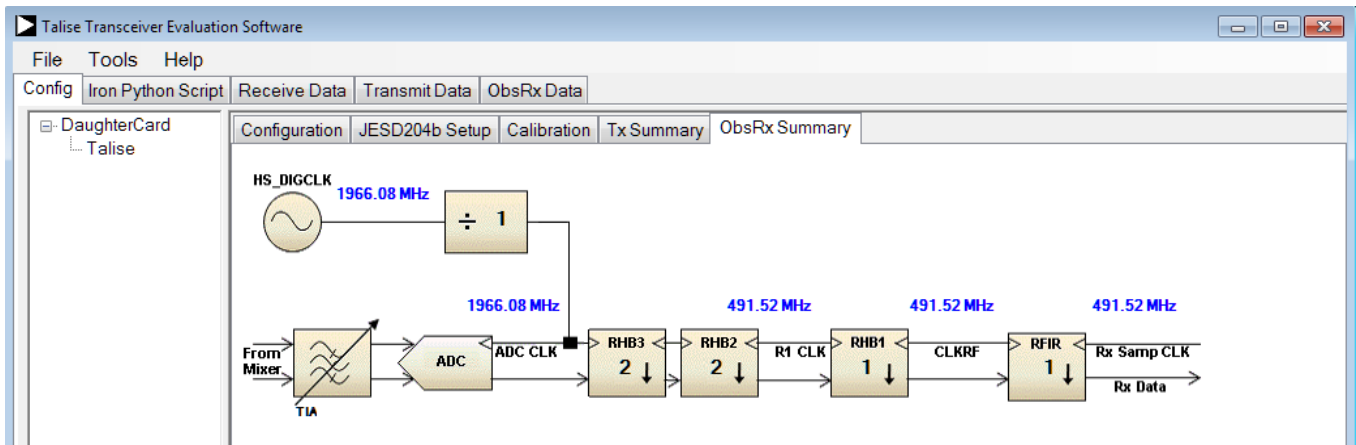 Talise Transceiver Evaluation Software
File Tools Help
Config Iron Python Script Receive Data Transmit Data ObsRx Data
DaughterCard
Talise
Configuration JESD204b Setup Calibration Tx Summary ObsRx Summary
HS_DIGCLK
1966.08 MHz
÷ 1
1966.08 MHz 491.52 MHz 491.52 MHz 491.52 MHz
From
Mixer
TIA
ADC
ADC CLK
RHB3
2 ↓
RHB2
2 ↓
R1 CLK
RHB1
1 ↓
CLKRF
RFIR
1 ↓
Rx Samp CLK
Rx Data